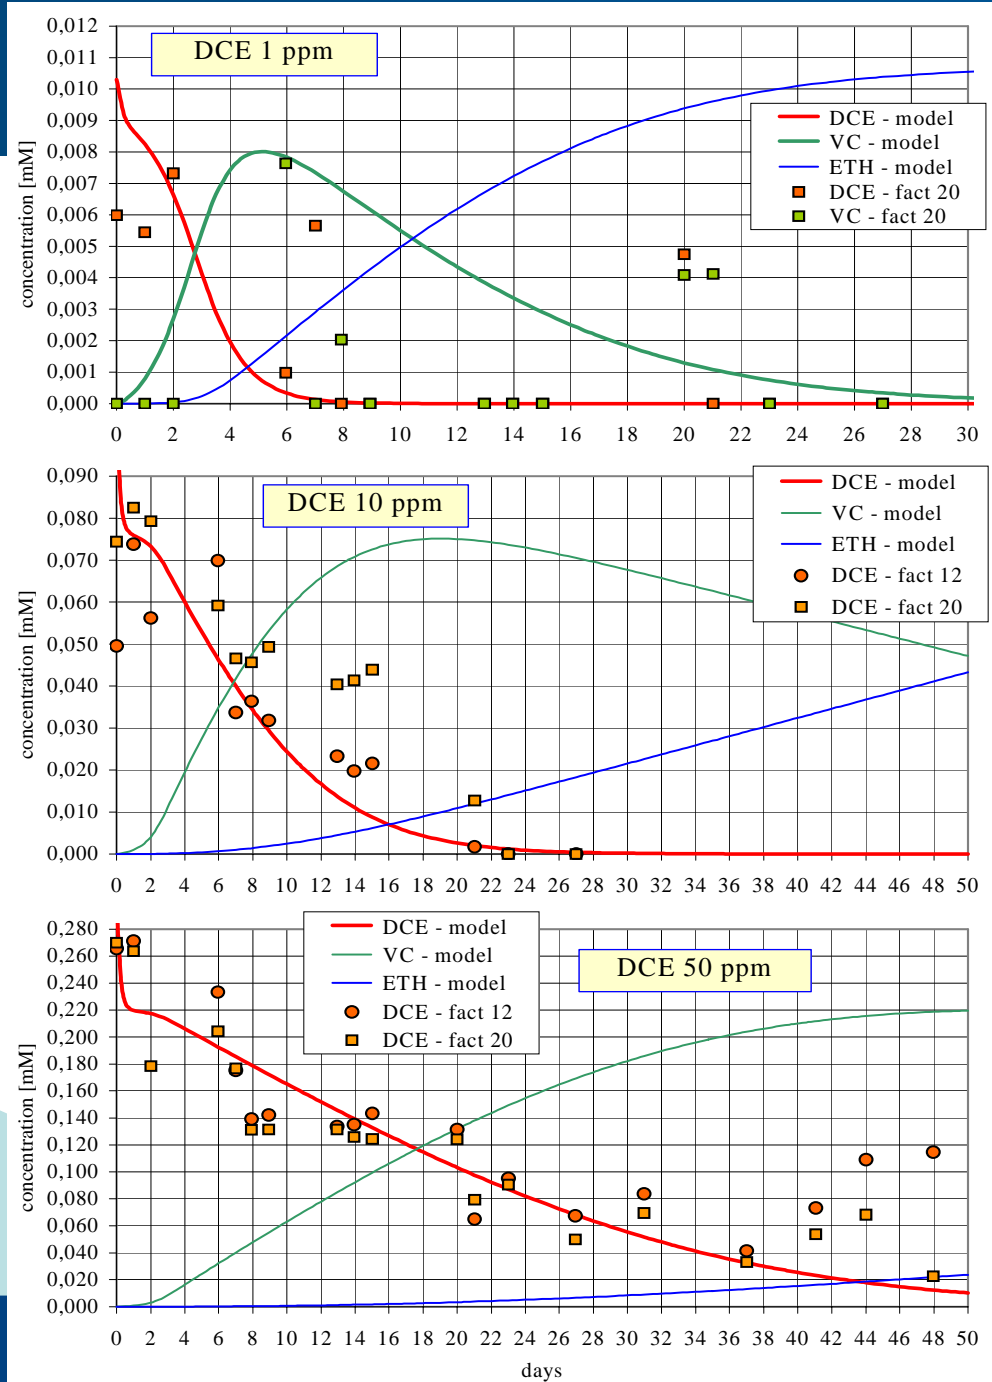 DCE 1 ppm
concentration [mM]
0,012
0,011
0,010
0,009
0,008
0,007
0,006
0,005
0,004
0,003
0,002
0,001
0,000
0 2 4 6 8 10 12 14 16 18 20 22 24 26 28 30
DCE - model
VC - model
ETH - model
DCE - fact 20
VC - fact 20
DCE 10 ppm
concentration [mM]
0,090
0,080
0,070
0,060
0,050
0,040
0,030
0,020
0,010
0,000
0 2 4 6 8 10 12 14 16 18 20 22 24 26 28 30 32 34 36 38 40 42 44 46 48 50
DCE - model
VC - model
ETH - model
DCE - fact 12
DCE - fact 20
DCE 50 ppm
concentration [mM]
0,280
0,260
0,240
0,220
0,200
0,180
0,160
0,140
0,120
0,100
0,080
0,060
0,040
0,020
0,000
0 2 4 6 8 10 12 14 16 18 20 22 24 26 28 30 32 34 36 38 40 42 44 46 48 50
DCE - model
VC - model
ETH - model
DCE - fact 12
DCE - fact 20
days